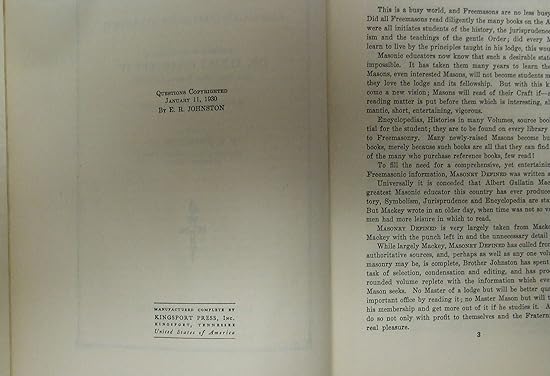 Questions Copyrighted
January 11, 1930
By E. R. JOHNSTON
MANUFACTURED COMPLETE BY
KINGSPORT PRESS, Inc.
KINGSPORT, TENNESSEE
United States of America
This is a busy world, and Freemasons are no less busy
Did all Freemasons read diligently the many books on the A
were all initiates students of the history, the jurisprudence
ism and the teachings of the gentle Order; did every M
learn to live by the principles taught in his lodge, this wou
Masonic educators now know that such a desirable state
impossible. It has taken them many years to learn the
Masons, even interested Masons, will not become students m
they love the lodge and its fellowship. But with this k
come a new vision; Masons will read of their Craft if—
reading matter is put before them which is interesting, a
mantic, short, entertaining, vigorous.
Encyclopedias, Histories in many Volumes, source boo
tial for the student; they are to be found on every library
to Freemasonry. Many newly-raised Masons become bu
books, merely because such books are all that they can find
of the many who purchase reference books, few read!
To fill the need for a comprehensive, yet entertainin
Freemasonic information, Masonry Defined was written a
Universally it is conceded that Albert Gallatin Mac
greatest Masonic educator this country has ever produce
tory, Symbolism, Jurisprudence and Encyclopedia are sta
But Mackey wrote in an older day, when time was not so v
men had more leisure in which to read.
Masonry Defined is very largely taken from Macke
Mackey with the punch left in and the unnecessary detail
While largely Mackey, Masonry Defined has culled from
authoritative sources, and, perhaps as well as any one volu
masonry may be, is complete, Brother Johnston has spent
task of selection, condensation and editing, and has pro
rounded volume replete with the information which ever
Mason seeks. No Master of a lodge but will be better qua
important office by reading it; no Master Mason but will
his membership and get more out of it if he studies it. A
do so not only with profit to themselves and the Fratern
real pleasure.
3